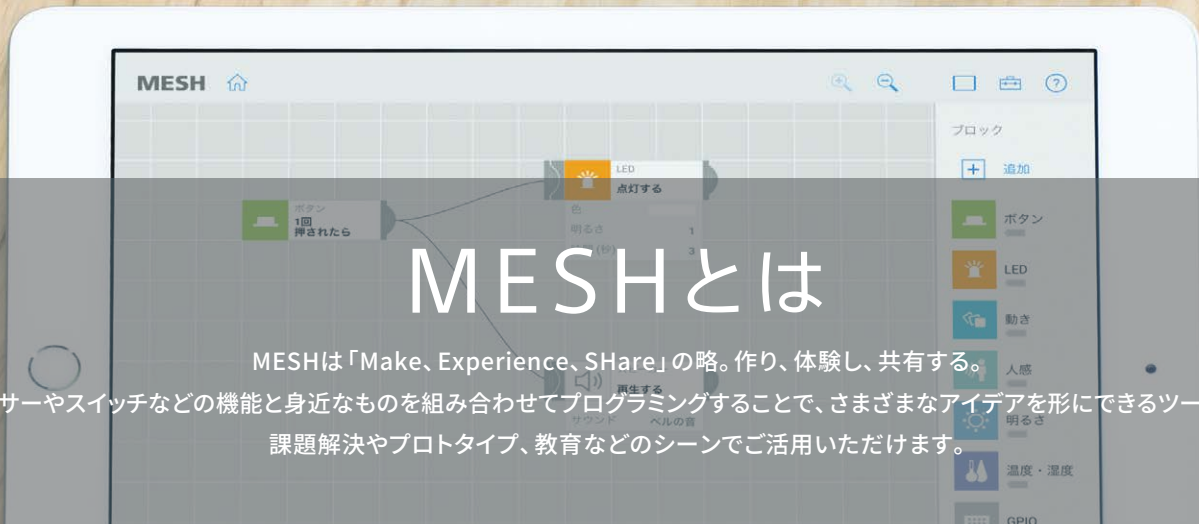 MESH
ブロック
追加
LED
点灯する
ボタン
1回
押されたら
色
明るさ 1
(秒) 3
ボタン
LED
動き
人感
明るさ
温度・湿度
GPIO
MESHとは
MESHは「Make、Experience、SHare」の略。作り、体験し、共有する。
サーやスイッチなどの機能と身近なものを組み合わせてプログラミングすることで、さまざまなアイデアを形にできるツー
課題解決やプロトタイプ、教育などのシーンでご活用いただけます。
再生する
サウンド ベルの音